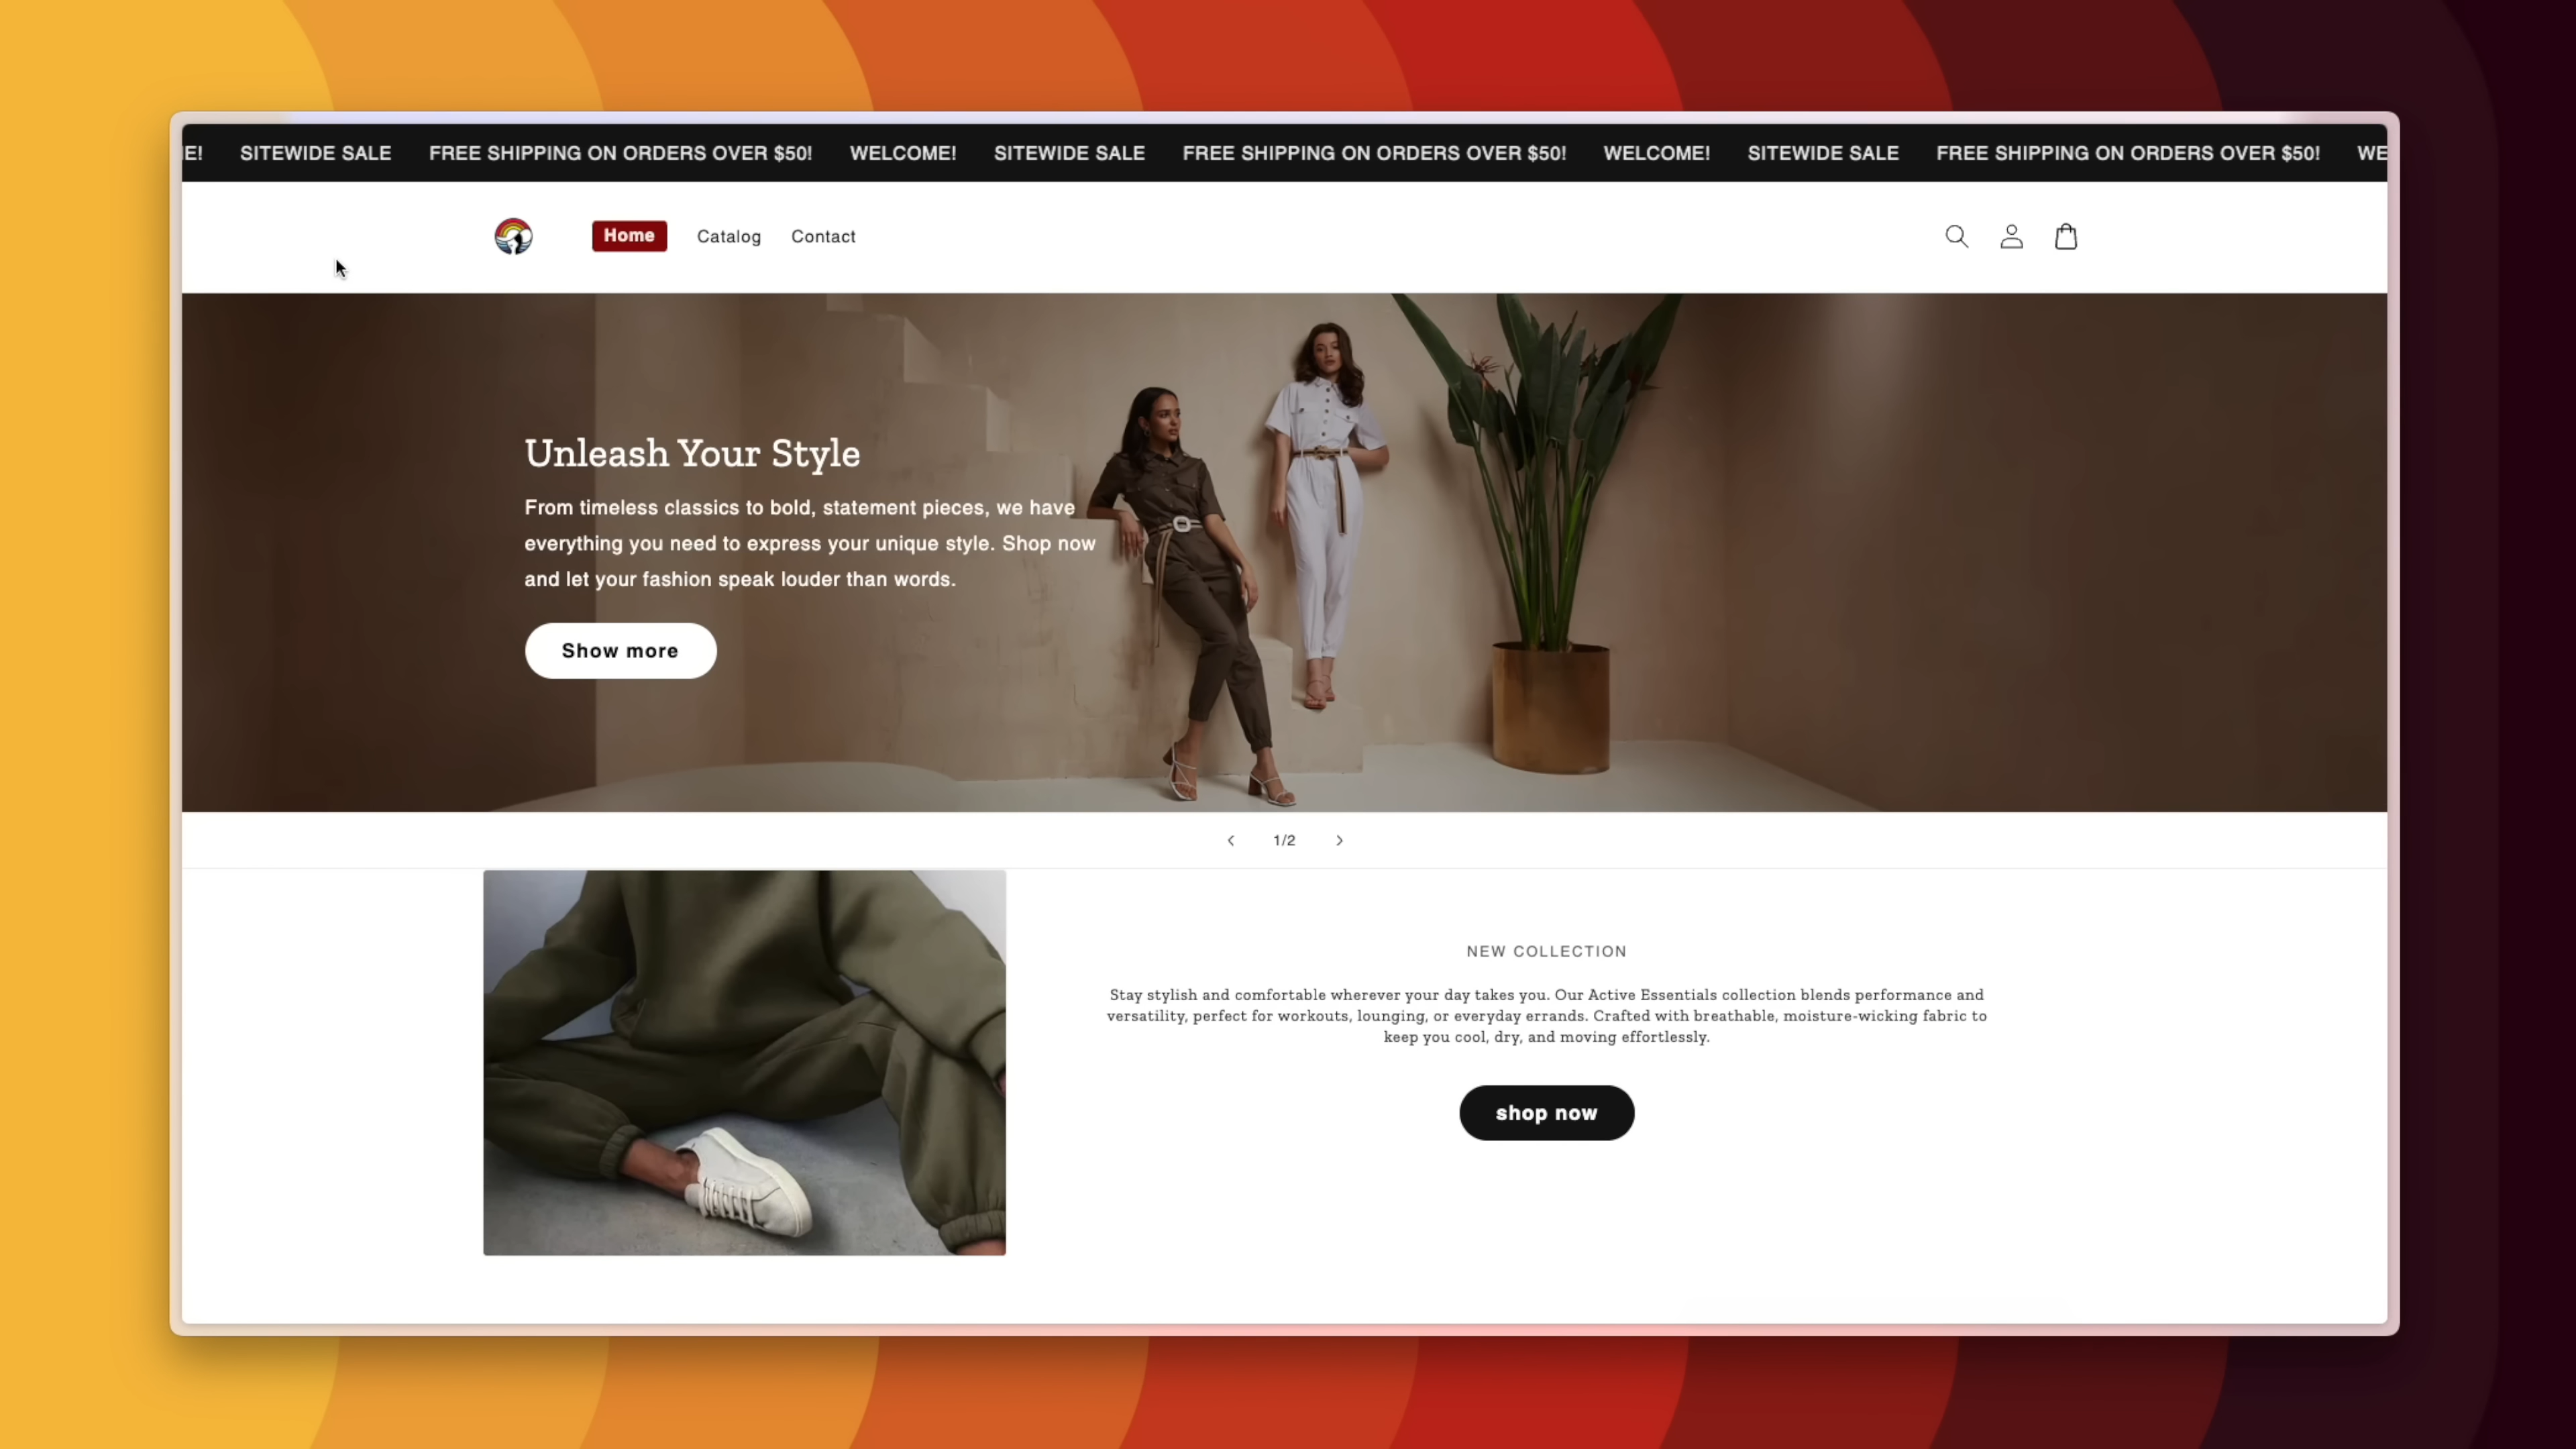 E! SITEWIDE SALE FREE SHIPPING ON ORDERS OVER $50! WELCOME! SITEWIDE SALE FREE SHIPPING ON ORDERS OVER $50! WELCOME! SITEWIDE SALE FREE SHIPPING ON ORDERS OVER $50! WE
Home Catalog Contact
Unleash Your Style
From timeless classics to bold, statement pieces, we have
everything you need to express your unique style. Shop now
and let your fashion speak louder than words.
Show more
1/2
NEW COLLECTION
Stay stylish and comfortable wherever your day takes you. Our Active Essentials collection blends performance and
versatility, perfect for workouts, lounging, or everyday errands. Crafted with breathable, moisture-wicking fabric to
keep you cool, dry, and moving effortlessly.
shop now